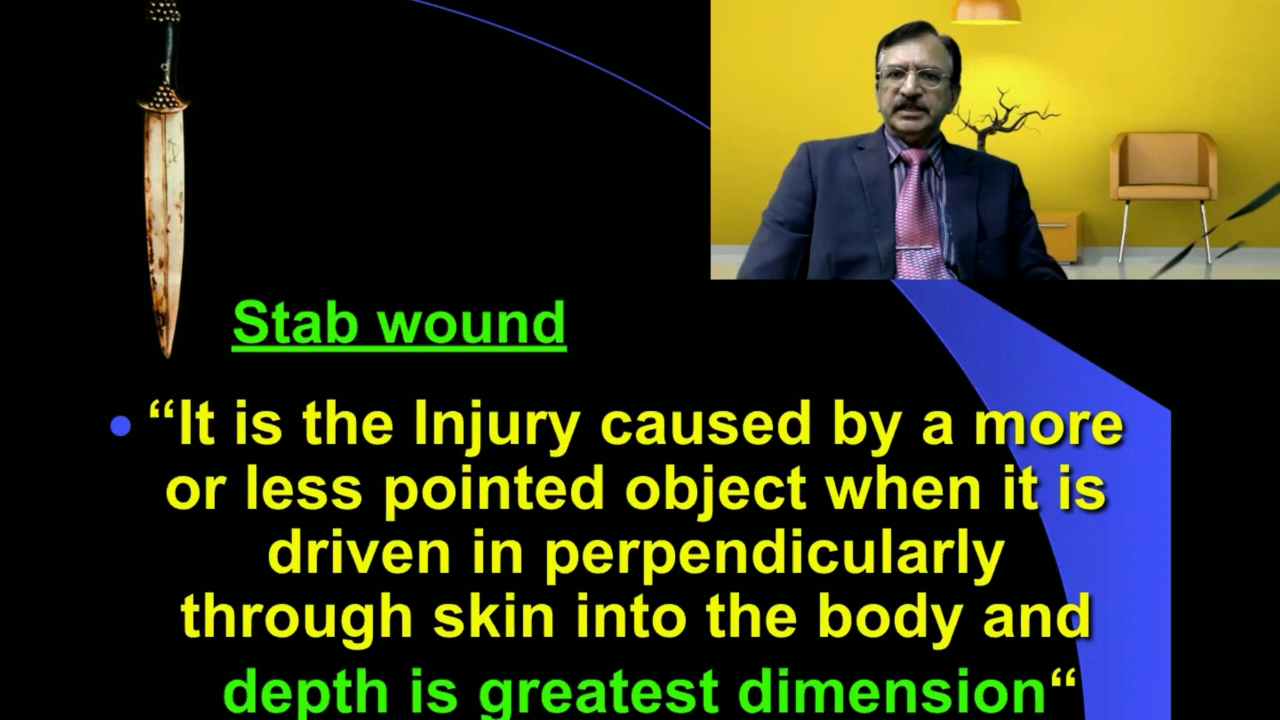 Stab wound
• “It is the Injury caused by a more
or less pointed object when it is
driven in perpendicularly
through skin into the body and
depth is greatest dimension“